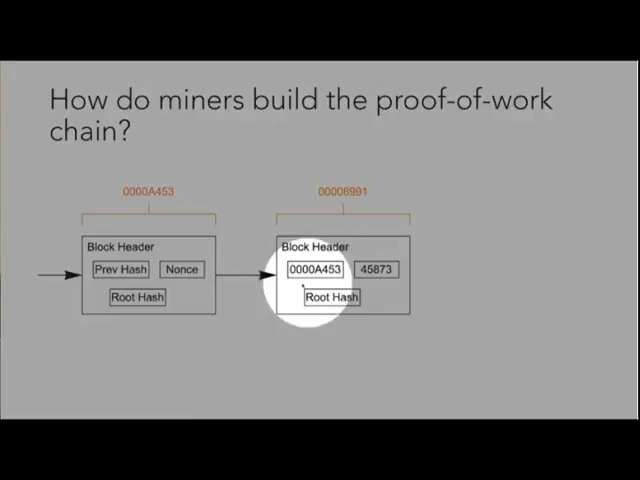 How do miners build the proof-of-work
chain?
0000A453
00006991
Block Header
Prev Hash
Nonce
Root Hash
Block Header
0000A453
45873
Root Hash